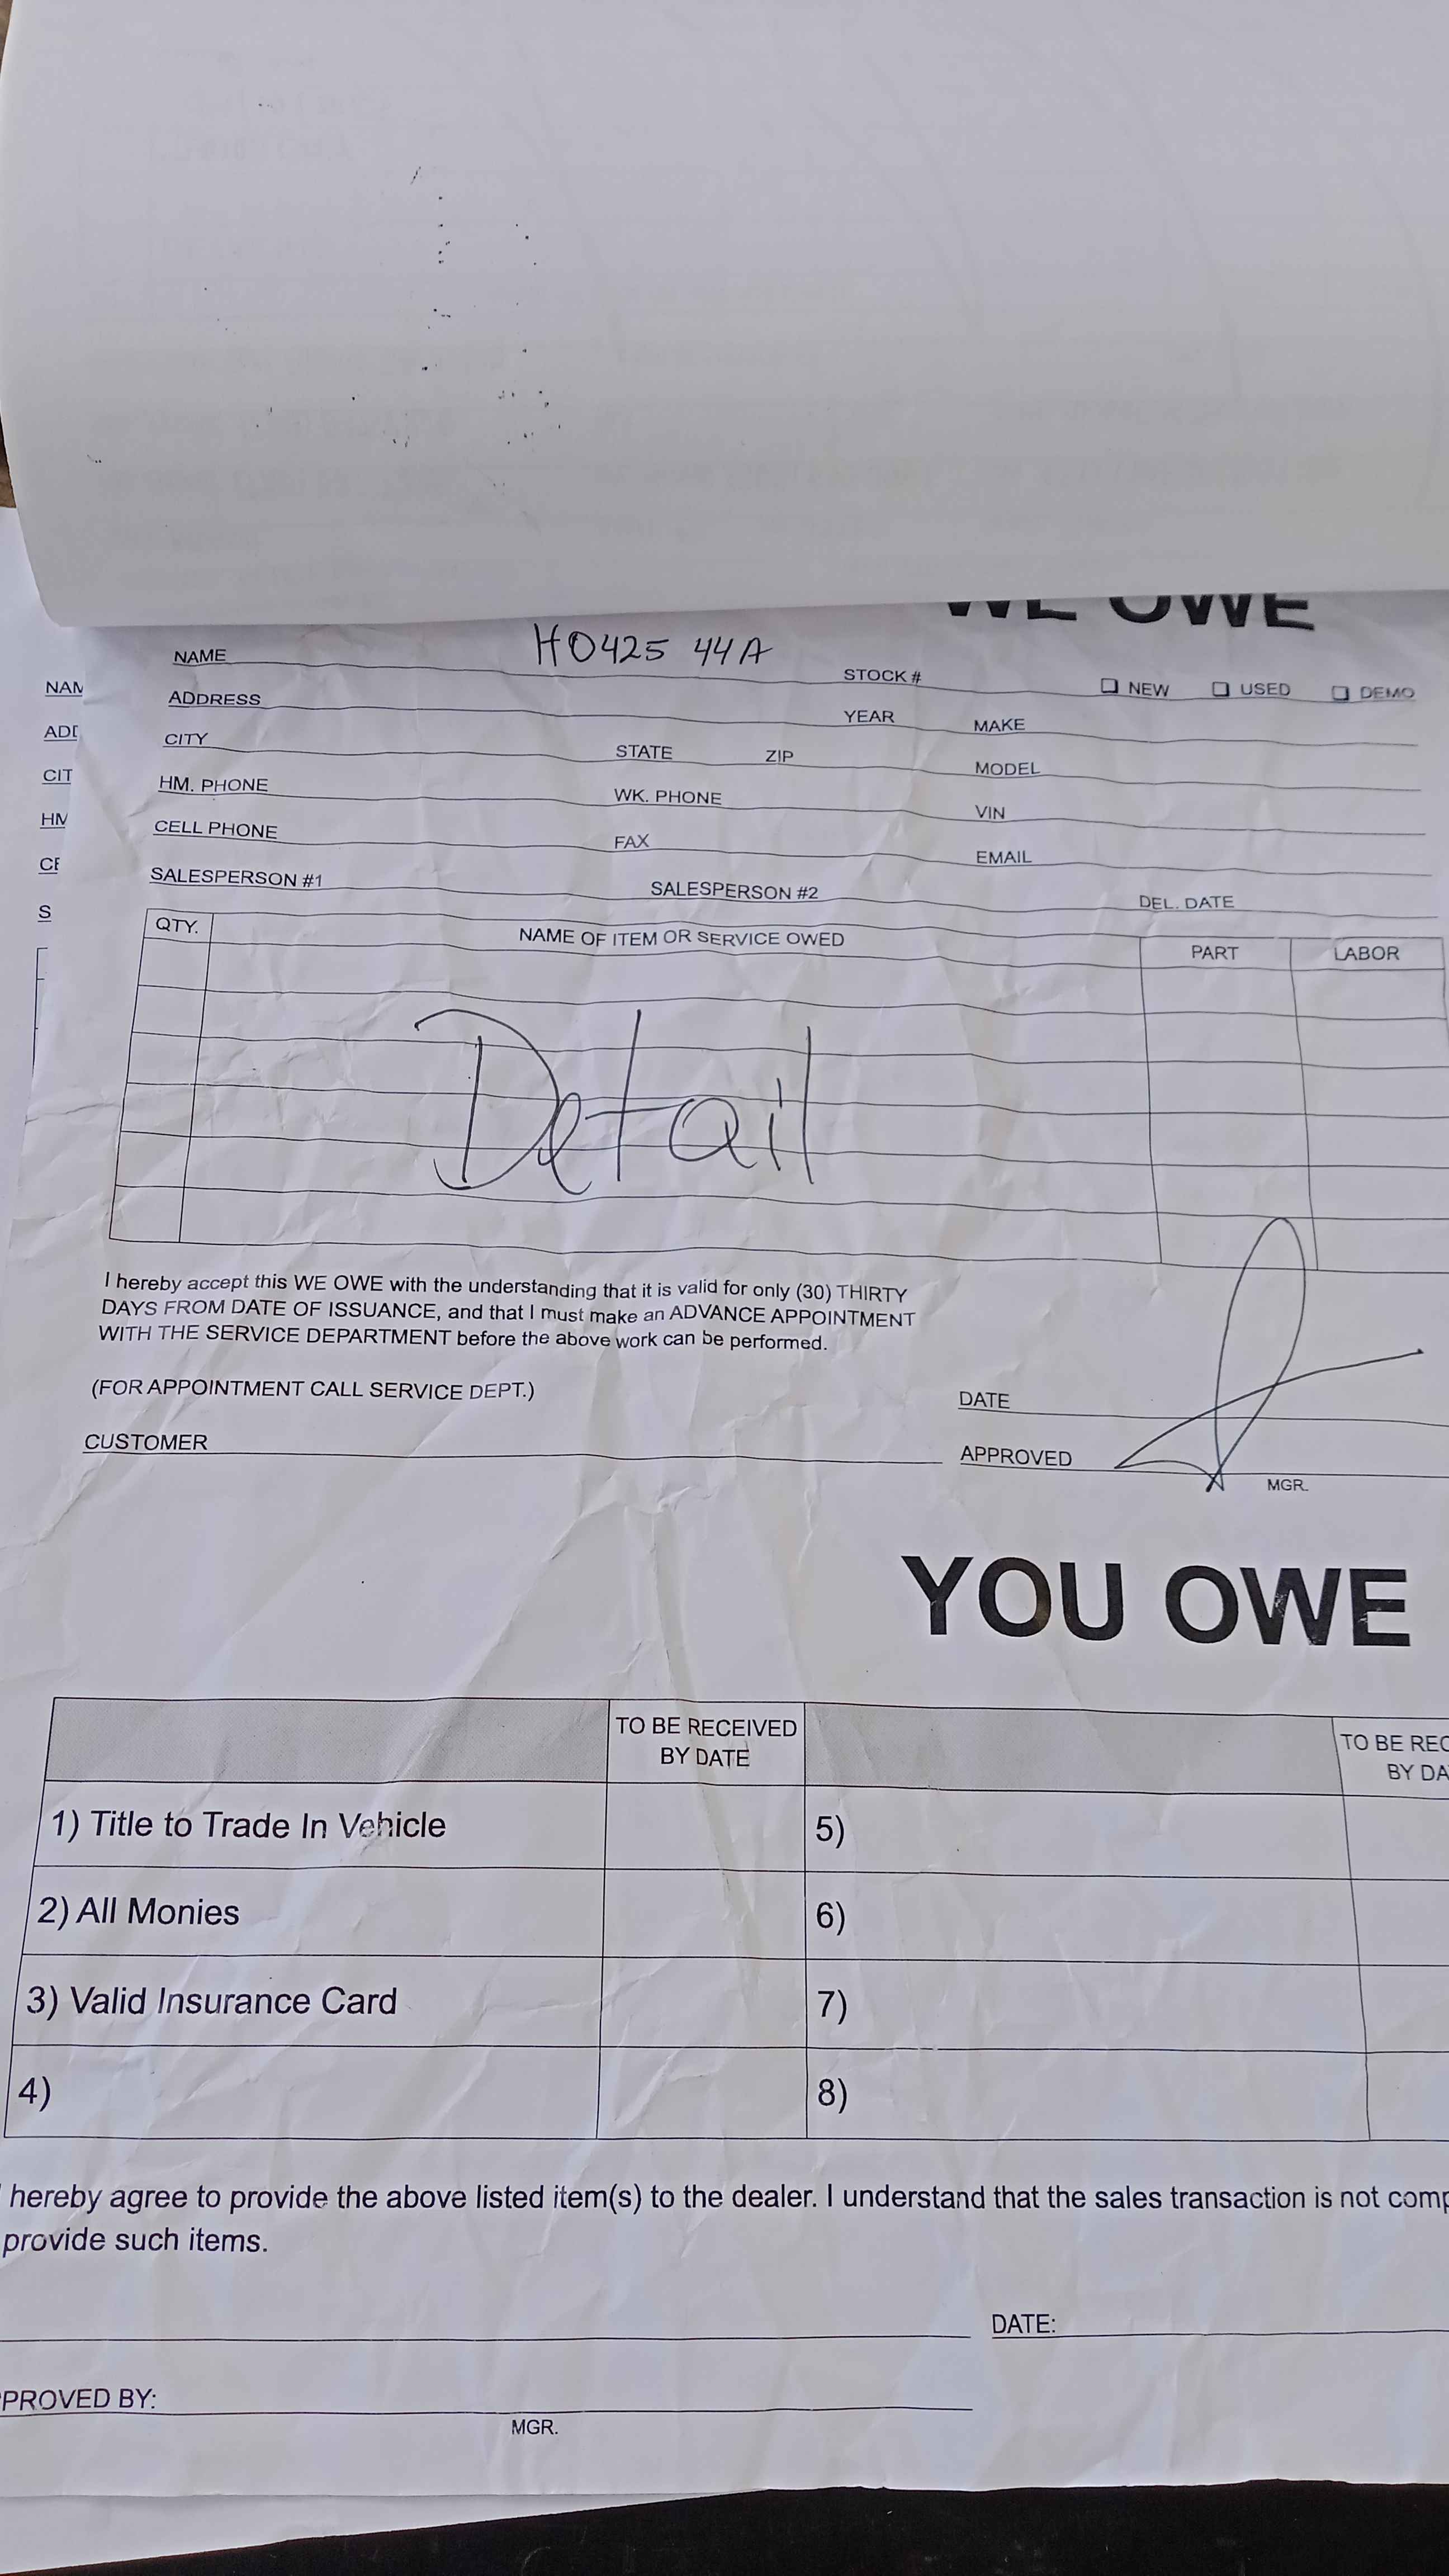 WE OWE
NAME H042544A STOCK # ☐ NEW ☐ USED ☐ DEMO
ADDRESS YEAR MAKE
CITY STATE ZIP MODEL
HM. PHONE WK. PHONE VIN
CELL PHONE FAX EMAIL
SALESPERSON #1 SALESPERSON #2 DEL. DATE
QTY. NAME OF ITEM OR SERVICE OWED PART LABOR
Detail
I hereby accept this WE OWE with the understanding that it is valid for only (30) THIRTY
DAYS FROM DATE OF ISSUANCE, and that I must make an ADVANCE APPOINTMENT
WITH THE SERVICE DEPARTMENT before the above work can be performed.
(FOR APPOINTMENT CALL SERVICE DEPT.)
DATE
CUSTOMER
APPROVED
MGR.
NAM
ADD
CIT
HM
CE
S
YOU OWE
TO BE RECEIVED TO BE REC
BY DATE BY DA
1) Title to Trade In Vehicle 5)
2) All Monies 6)
3) Valid Insurance Card 7)
4) 8)
hereby agree to provide the above listed item(s) to the dealer. I understand that the sales transaction is not comp
provide such items.
DATE:
PROVED BY:
MGR.